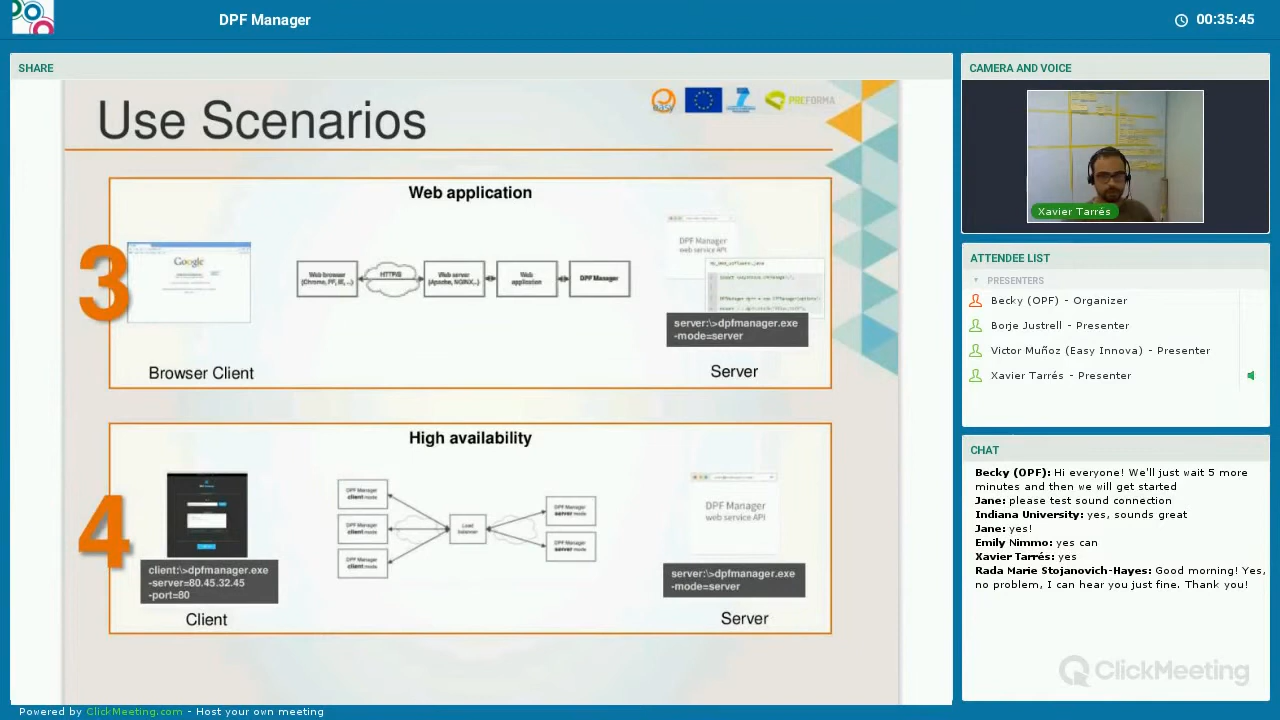 DPF Manager
00:35:45
SHARE
Use Scenarios
easy
PREFORMA
Web application
3
Google
Web browser
(Chrome, FF, IE, ...)
HTTP/S
Web server
(Apache, NGINX,..)
Web
application
DPF Manager
DPF Manager
web service API
server:\>dpfmanager.exe
-mode=server
Browser Client
Server
High availability
4
client:\>dpfmanager.exe
-server=80.45.32.45
-port=80
DPF Manager
client mode
DPF Manager
client mode
DPF Manager
client mode
Load
balancer
DPF Manager
server mode
DPF Manager
server mode
DPF Manager
web service API
server:\>dpfmanager.exe
-mode=server
Client
Server
CAMERA AND VOICE
Xavier Tarrés
ATTENDEE LIST
PRESENTERS
Becky (OPF) - Organizer
Borje Justrell - Presenter
Victor Muñoz (Easy Innova) - Presenter
Xavier Tarrés - Presenter
CHAT
Becky (OPF): Hi everyone! We'll just wait 5 more
minutes and then we will get started
Jane: please test sound connection
Indiana University: yes, sounds great
Jane: yes!
Emily Nimmo: yes can
Xavier Tarrés: yes
Rada Marie Stojanovich-Hayes: Good morning! Yes,
no problem, I can hear you just fine. Thank you!
ClickMeeting
Powered by ClickMeeting.com - Host your own meeting